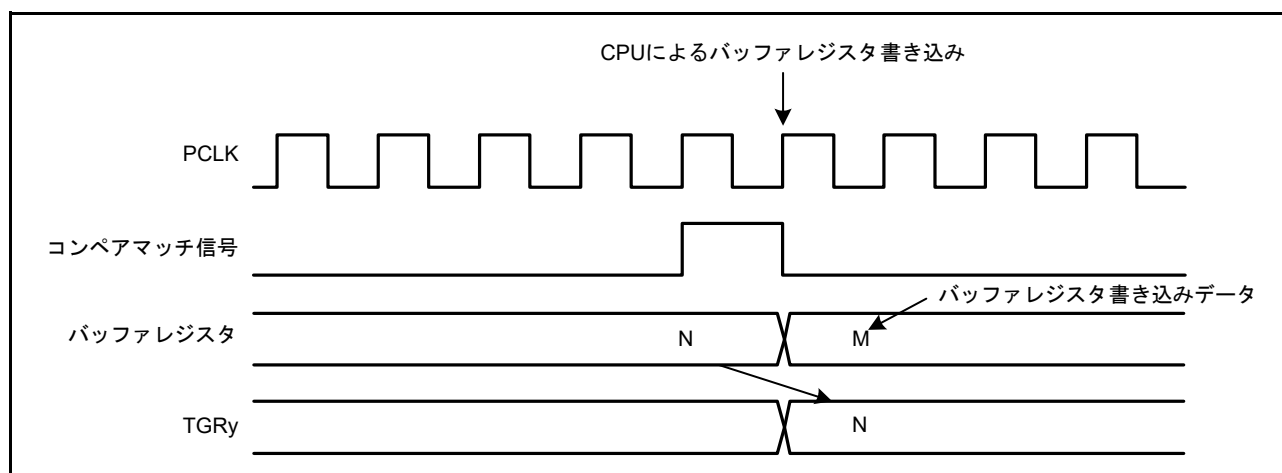 CPUによるバッファレジスタ書き込み
PCLK
コンペアマッチ信号
バッファレジスタ書き込みデータ
バッファレジスタ
N
M
TGRy
N